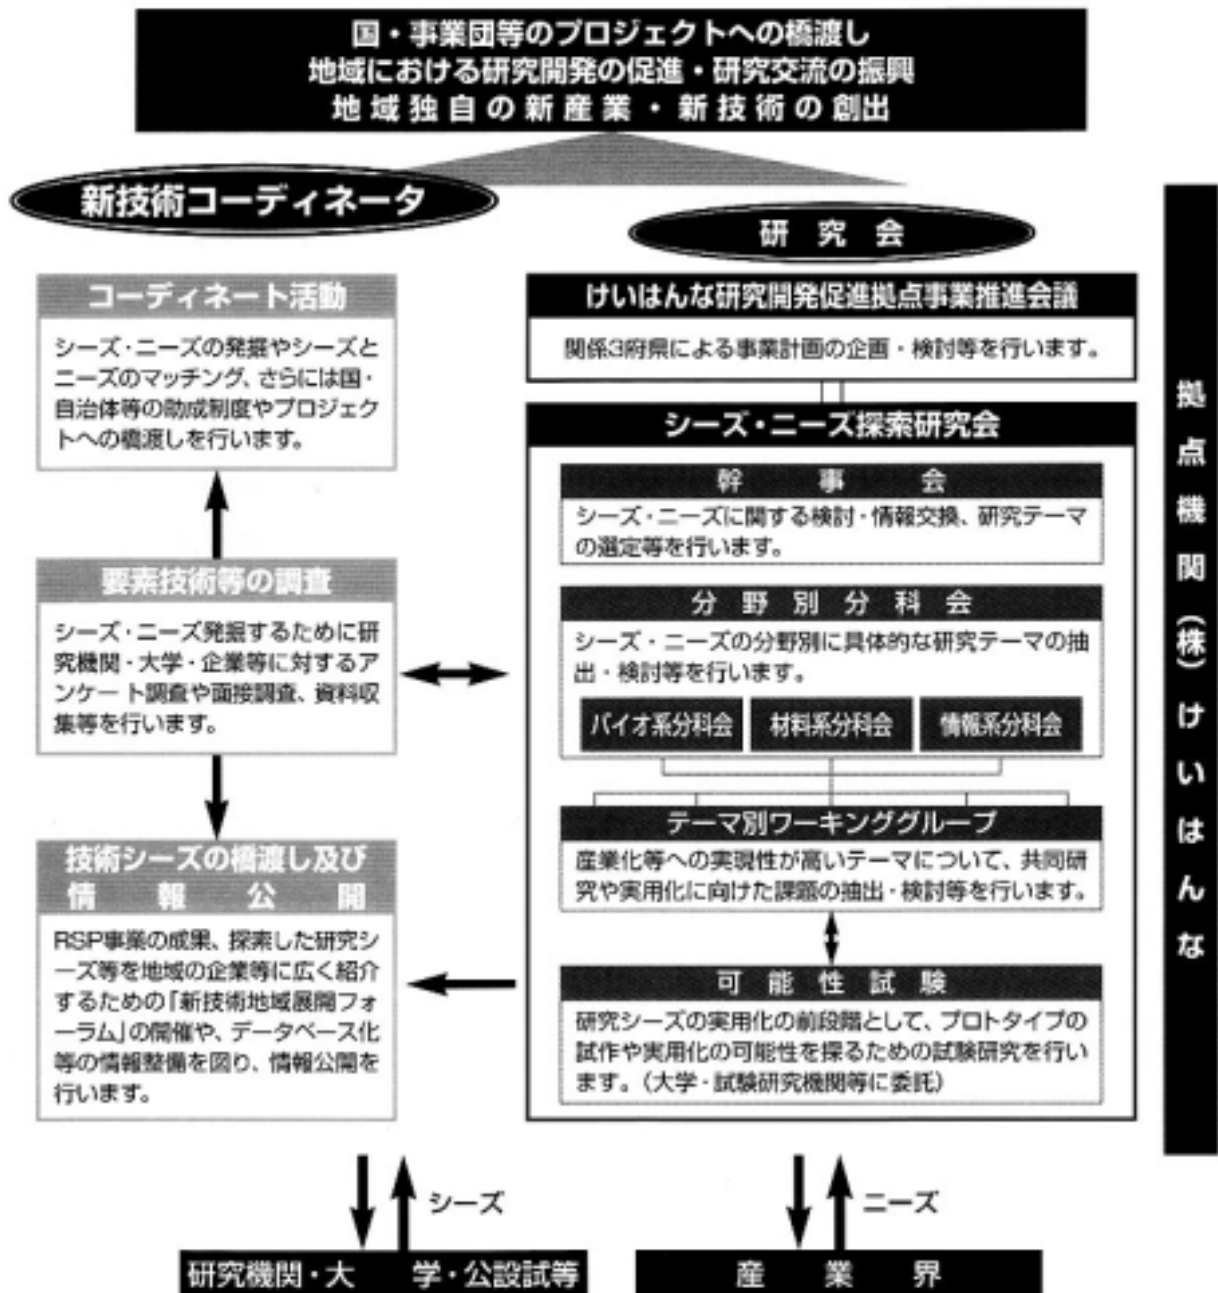 国・事業団等のプロジェクトへの橋渡し
地域における研究開発の促進・研究交流の振興
地域独自の新産業・新技術の創出
新技術コーディネータ
コーディネート活動
シーズ・ニーズの発掘やシーズと
ニーズのマッチング、さらには国・
自治体等の助成制度やプロジェク
トへの橋渡しを行います。
要素技術等の調査
シーズ・ニーズ発掘するために研
究機関・大学・企業等に対するア
ンケート調査や面接調査、資料収
集等を行います。
技術シーズの橋渡し及び
情報公開
RSP事業の成果、探索した研究シ
ーズ等を地域の企業等に広く紹介
するための「新技術地域展開フォ
ーラム」の開催や、データベース化
等の情報整備を図り、情報公開を
行います。
研究会
けいはんな研究開発促進拠点事業推進会議
関係3府県による事業計画の企画・検討等を行います。
シーズ・ニーズ探索研究会
幹事会
シーズ・ニーズに関する検討・情報交換、研究テーマ
の選定等を行います。
分野別分科会
シーズ・ニーズの分野別に具体的な研究テーマの抽
出・検討等を行います。
バイオ系分科会 材料系分科会 情報系分科会
テーマ別ワーキンググループ
産業化等への実現性が高いテーマについて、共同研
究や実用化に向けた課題の抽出・検討等を行います。
可能性試験
研究シーズの実用化の前段階として、プロトタイプの
試作や実用化の可能性を探るための試験研究を行い
ます。(大学・試験研究機関等に委託)
拠点機関(株)けいはんな
シーズ
ニーズ
研究機関・大 学・公設試等
産業界